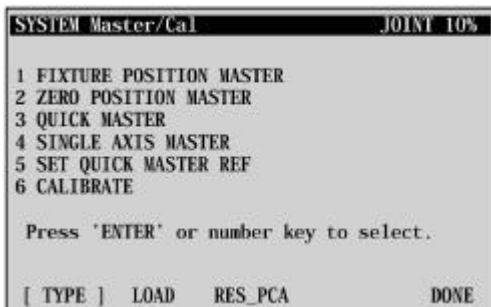 SYSTEM Master/Cal JOINT 10%
1 FIXTURE POSITION MASTER
2 ZERO POSITION MASTER
3 QUICK MASTER
4 SINGLE AXIS MASTER
5 SET QUICK MASTER REF
6 CALIBRATE
Press 'ENTER' or number key to select.
[ TYPE ] LOAD RES_PCA DONE